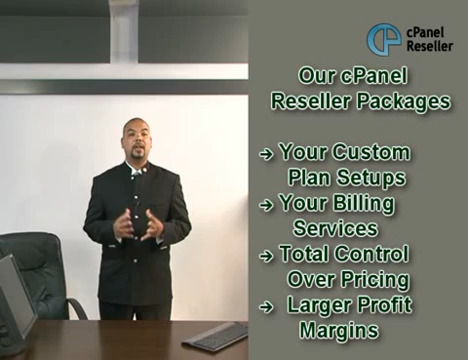 cPanel
Reseller
Our cPanel
Reseller Packages
→ Your Custom
Plan Setups
→ Your Billing
Services
→ Total Control
Over Pricing
→ Larger Profit
Margins